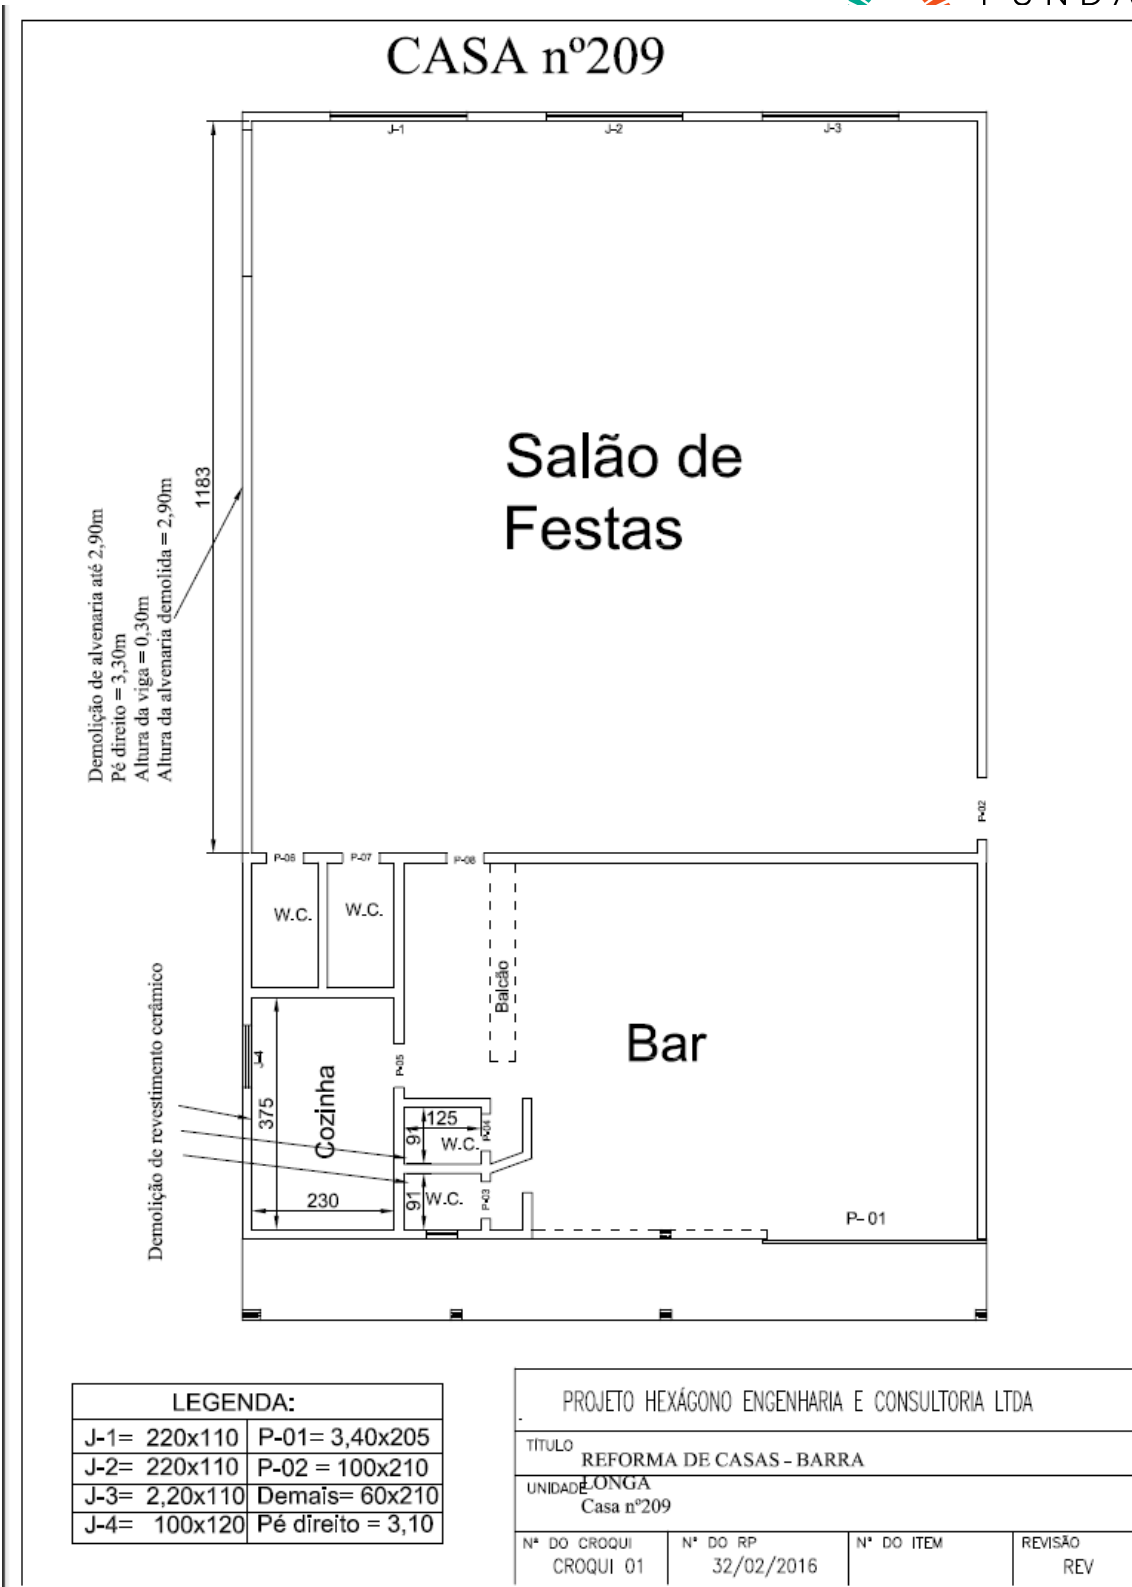 CASA nº209
J-1
J-2
J-3
1183
Salão de
Festas
Demolição de alvenaria até 2,90m
Pé direito = 3,30m
Altura da viga = 0,30m
Altura da alvenaria demolida = 2,90m
P-02
P-06
P-07
P-08
W.C.
W.C.
Balcão
Bar
Demolição de revestimento cerâmico
J-4
P-05
375
Cozinha
230
125
91
W.C.
P-04
91
W.C.
P-03
P-01
LEGENDA:
J-1= 220x110 P-01= 3,40x205
J-2= 220x110 P-02 = 100x210
J-3= 2,20x110 Demais= 60x210
J-4= 100x120 Pé direito = 3,10
PROJETO HEXÁGONO ENGENHARIA E CONSULTORIA LTDA
TÍTULO
REFORMA DE CASAS - BARRA
LONGA
UNIDADE
Casa nº209
Nº DO CROQUI
CROQUI 01
Nº DO RP
32/02/2016
Nº DO ITEM
REVISÃO
REV